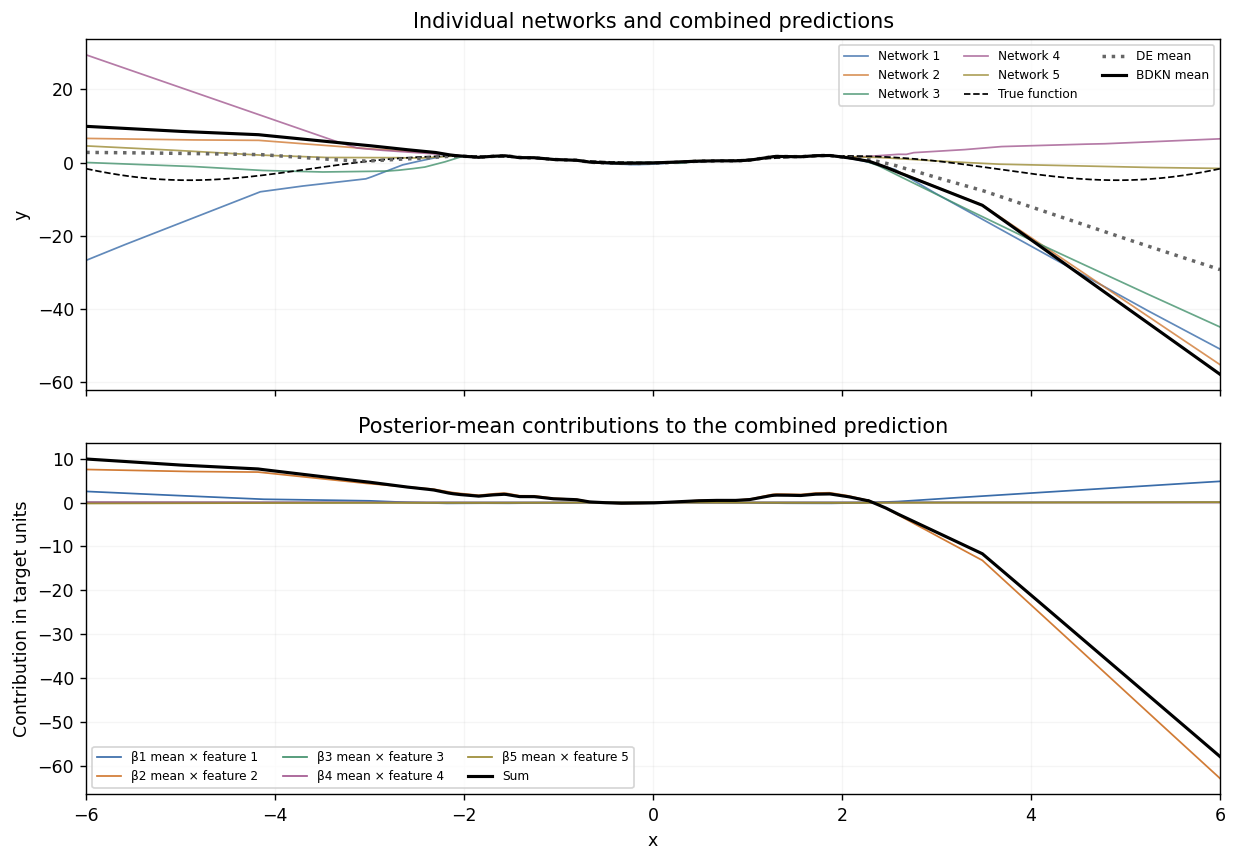 Individual networks and combined predictions
Network 1
Network 2
Network 3
Network 4
Network 5
True function
DE mean
BDKN mean
y
20
0
−20
−40
−60
Posterior-mean contributions to the combined prediction
Contribution in target units
10
0
−10
−20
−30
−40
−50
−60
β1 mean × feature 1
β2 mean × feature 2
β3 mean × feature 3
β4 mean × feature 4
β5 mean × feature 5
Sum
−6 −4 −2 0 2 4 6
x